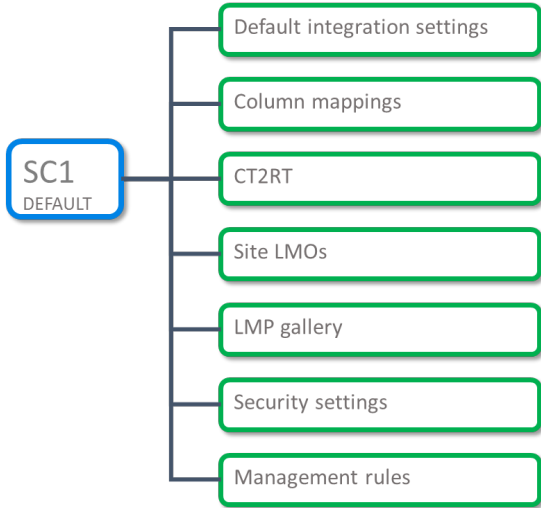 SC1
DEFAULT
Default integration settings
Column mappings
CT2RT
Site LMOs
LMP gallery
Security settings
Management rules